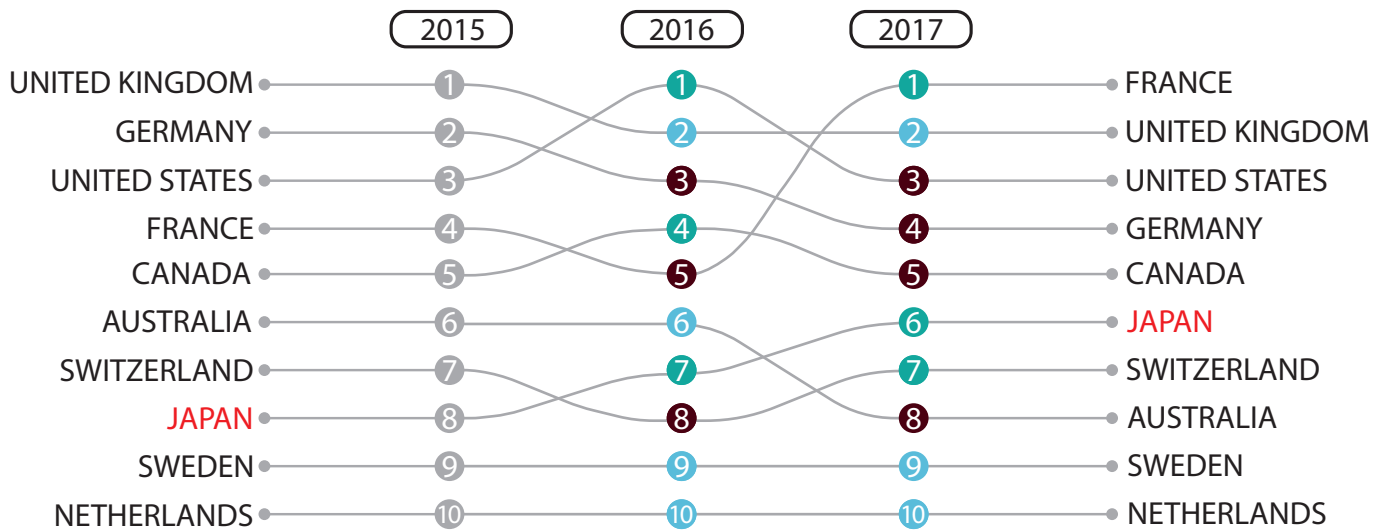 2015 2016 2017
UNITED KINGDOM 1 1 1 FRANCE
GERMANY 2 2 2 UNITED KINGDOM
UNITED STATES 3 3 3 UNITED STATES
FRANCE 4 4 4 GERMANY
CANADA 5 5 5 CANADA
AUSTRALIA 6 6 6 JAPAN
SWITZERLAND 7 7 7 SWITZERLAND
JAPAN 8 8 8 AUSTRALIA
SWEDEN 9 9 9 SWEDEN
NETHERLANDS 10 10 10 NETHERLANDS